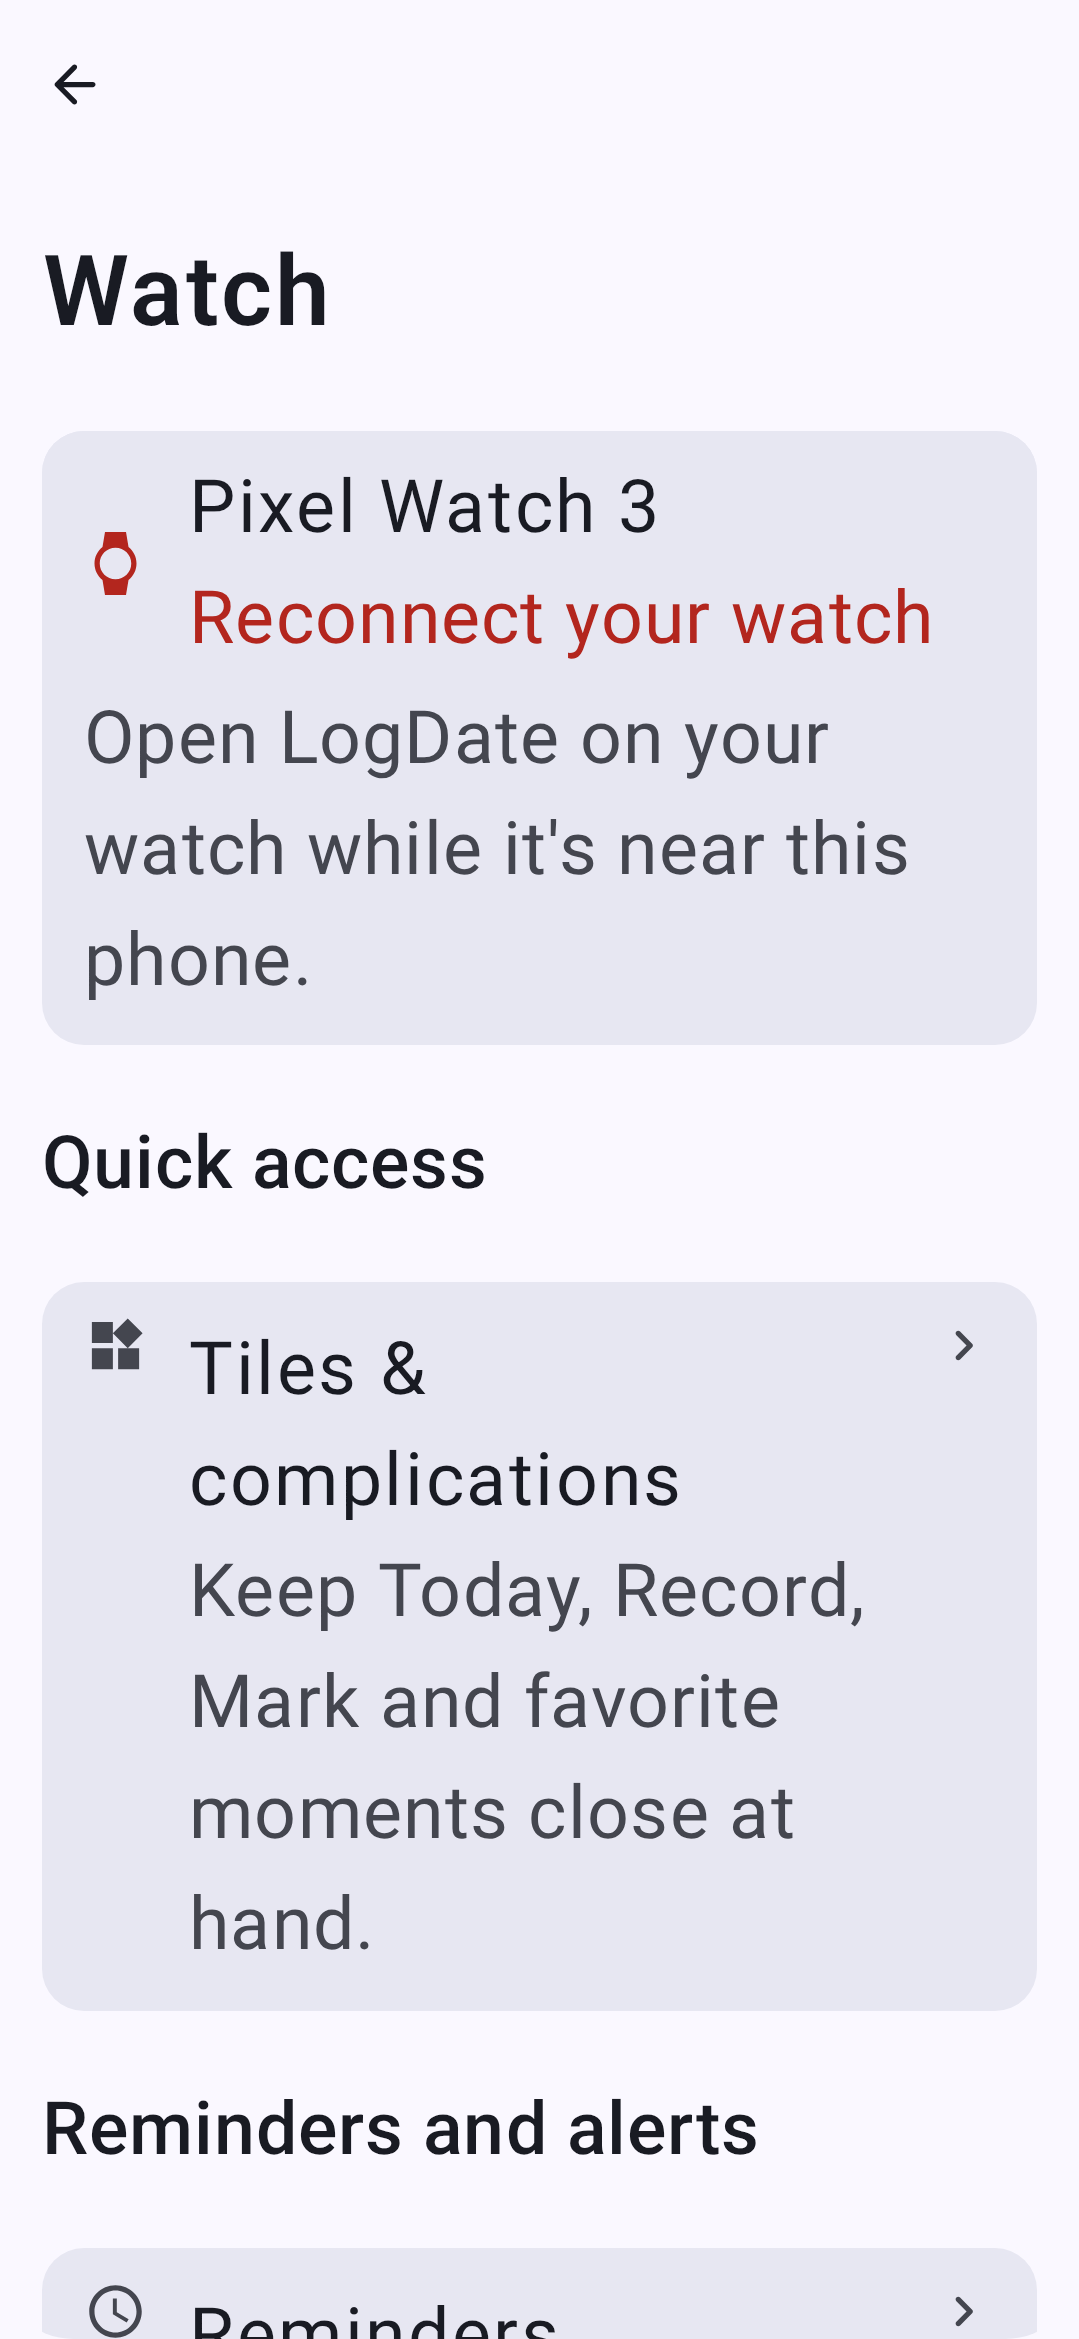 Watch
Pixel Watch 3
Reconnect your watch
Open LogDate on your
watch while it's near this
phone.
Quick access
Tiles &
complications
Keep Today, Record,
Mark and favorite
moments close at
hand.
Reminders and alerts
Reminders